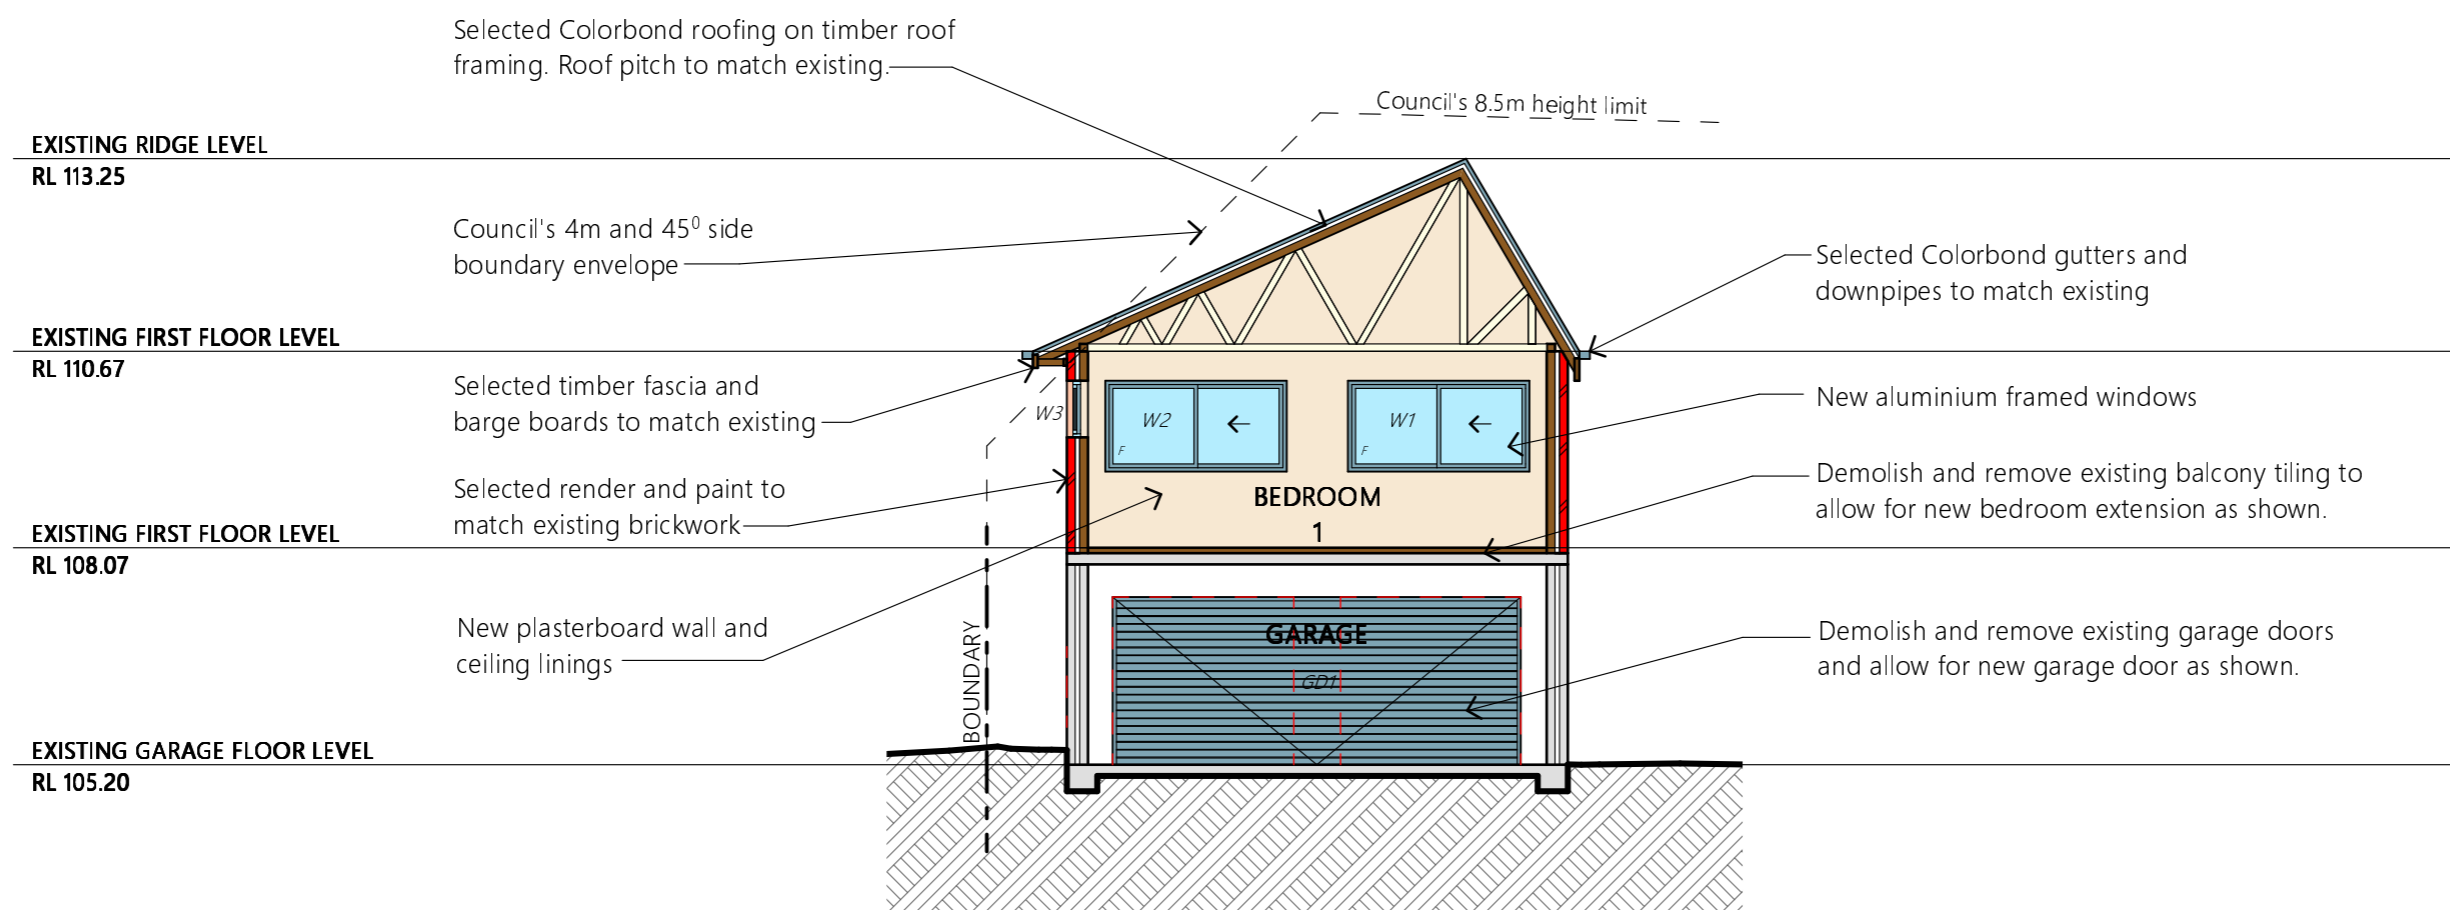 Selected Colorbond roofing on timber roof
framing. Roof pitch to match existing.
Council's 8.5m height limit
EXISTING RIDGE LEVEL
RL 113.25
Council's 4m and 45⁰ side
boundary envelope
Selected Colorbond gutters and
downpipes to match existing
EXISTING FIRST FLOOR LEVEL
RL 110.67
Selected timber fascia and
barge boards to match existing
W3
W2
F
W1
F
New aluminium framed windows
Demolish and remove existing balcony tiling to
allow for new bedroom extension as shown.
Selected render and paint to
match existing brickwork
BEDROOM
1
EXISTING FIRST FLOOR LEVEL
RL 108.07
New plasterboard wall and
ceiling linings
BOUNDARY
GARAGE
GD1
Demolish and remove existing garage doors
and allow for new garage door as shown.
EXISTING GARAGE FLOOR LEVEL
RL 105.20